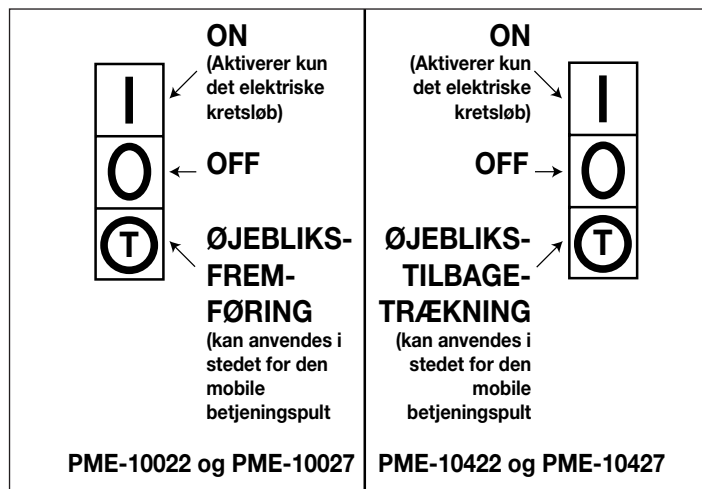 ON
(Aktiverer kun
det elektriske
kretsløb)
I
O
OFF
T
ØJEBLIKS-
FREM-
FØRING
(kan anvendes i
stedet for den
mobile
betjeningspult
PME-10022 og PME-10027
ON
(Aktiverer kun
det elektriske
kretsløb)
I
OFF
O
T
ØJEBLIKS-
TILBAGE-
TRÆKNING
(kan anvendes i
stedet for den
mobile
betjeningspult
PME-10422 og PME-10427